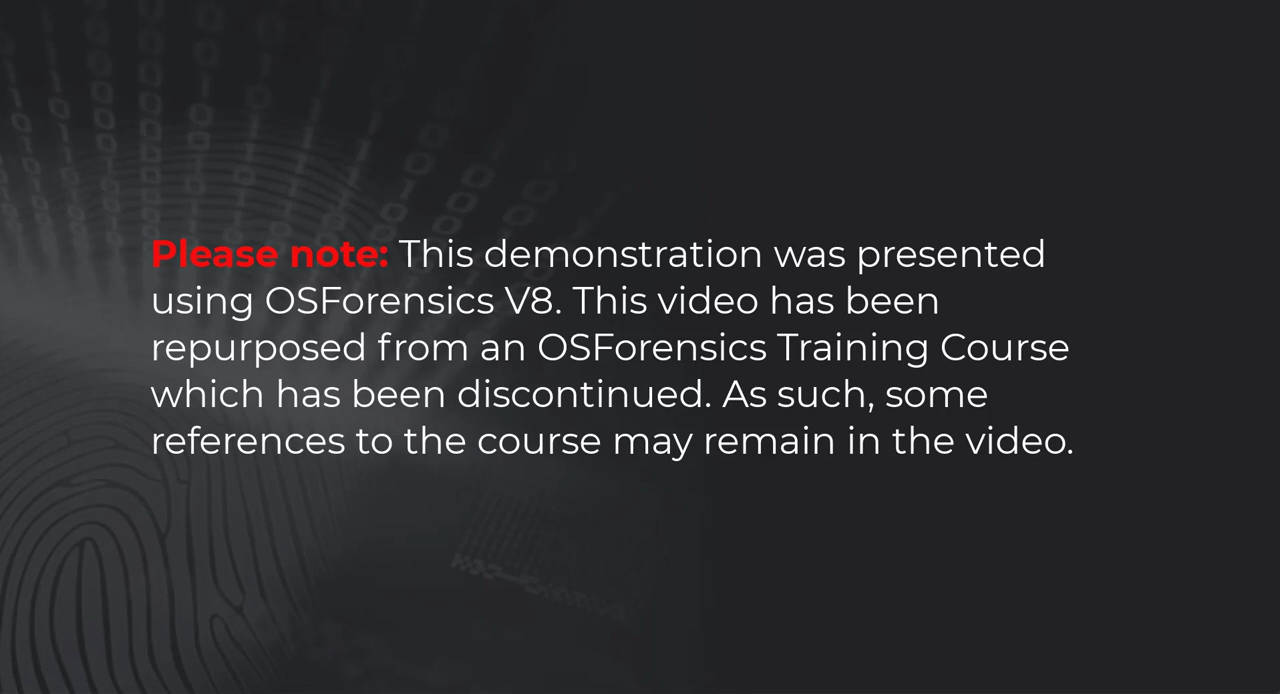 Please note: This demonstration was presented
using OSForensics V8. This video has been
repurposed from an OSForensics Training Course
which has been discontinued. As such, some
references to the course may remain in the video.